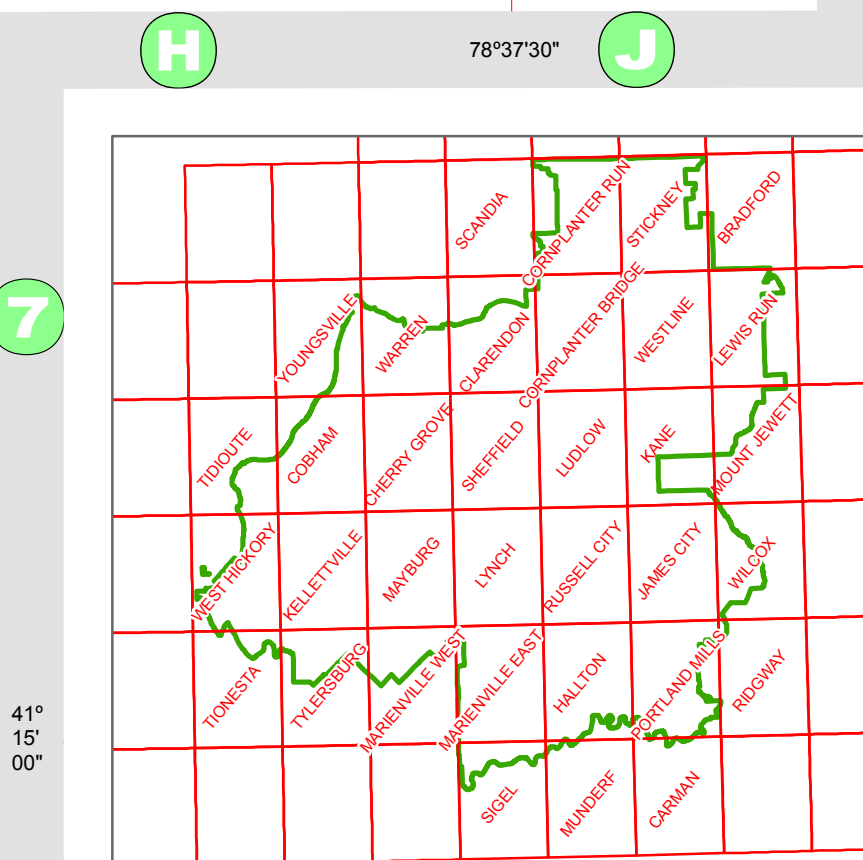 H
78º37'30"
J
7
SCANDIA
CORNPLANTER RUN
STICKNEY
BRADFORD
YOUNGSVILLE
WARREN
CLARENDON
CORNPLANTER BRIDGE
WESTLINE
LEWIS RUN
TIDIOUTE
COBHAM
CHERRY GROVE
SHEFFIELD
LUDLOW
KANE
MOUNT JEWETT
WEST HICKORY
KELLETTVILLE
MAYBURG
LYNCH
RUSSELL CITY
JAMES CITY
WILCOX
TIONESTA
TYLERSBURG
MARIENVILLE WEST
MARIENVILLE EAST
HALLTON
PORTLAND MILLS
RIDGWAY
41º
15'
00"
SIGEL
MUNDERF
CARMAN